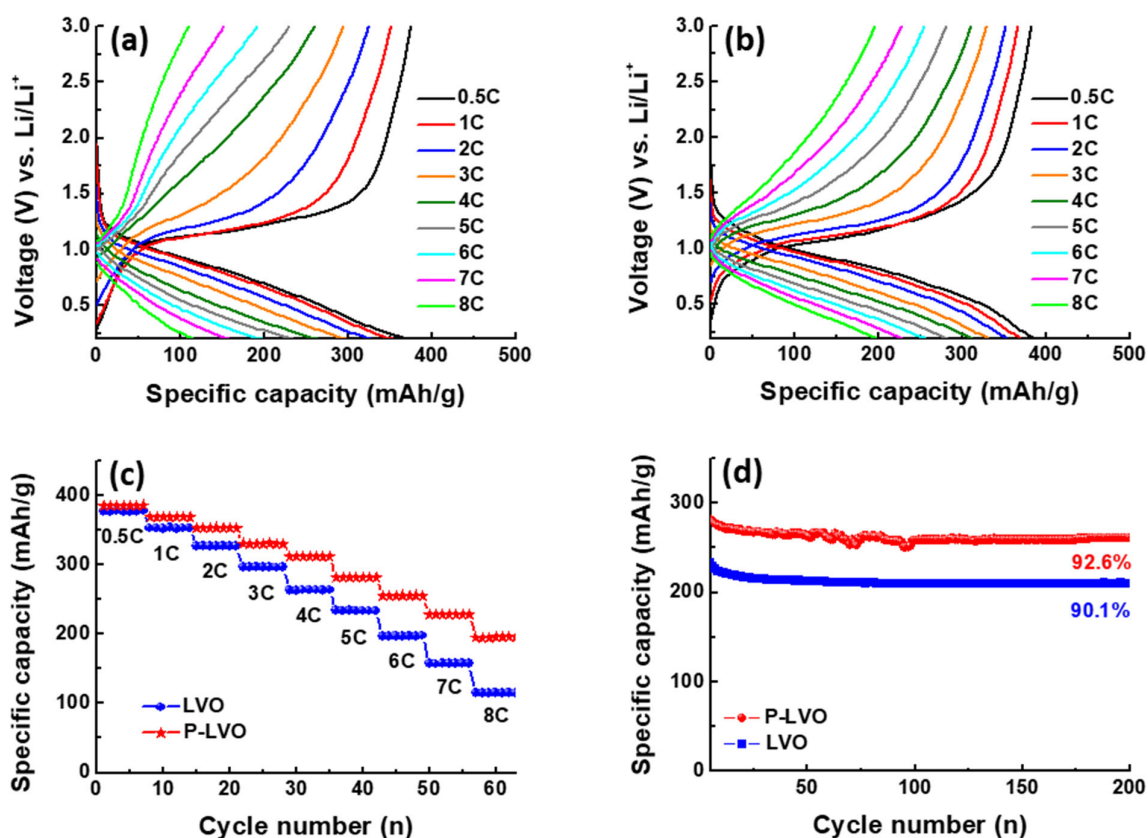 (a)
3.0
2.5
2.0
1.5
1.0
0.5
Voltage (V) vs. Li/Li⁺
0.5C
1C
2C
3C
4C
5C
6C
7C
8C
0 100 200 300 400 500
Specific capacity (mAh/g)
(b)
3.0
2.5
2.0
1.5
1.0
0.5
Voltage (V) vs. Li/Li⁺
0.5C
1C
2C
3C
4C
5C
6C
7C
8C
0 100 200 300 400 500
Specific capacity (mAh/g)
(c)
400
300
200
100
0
Specific capacity (mAh/g)
0.5C
1C
2C
3C
4C
5C
6C
7C
8C
LVO
P-LVO
0 10 20 30 40 50 60
Cycle number (n)
(d)
300
200
100
0
Specific capacity (mAh/g)
92.6%
90.1%
P-LVO
LVO
50 100 150 200
Cycle number (n)